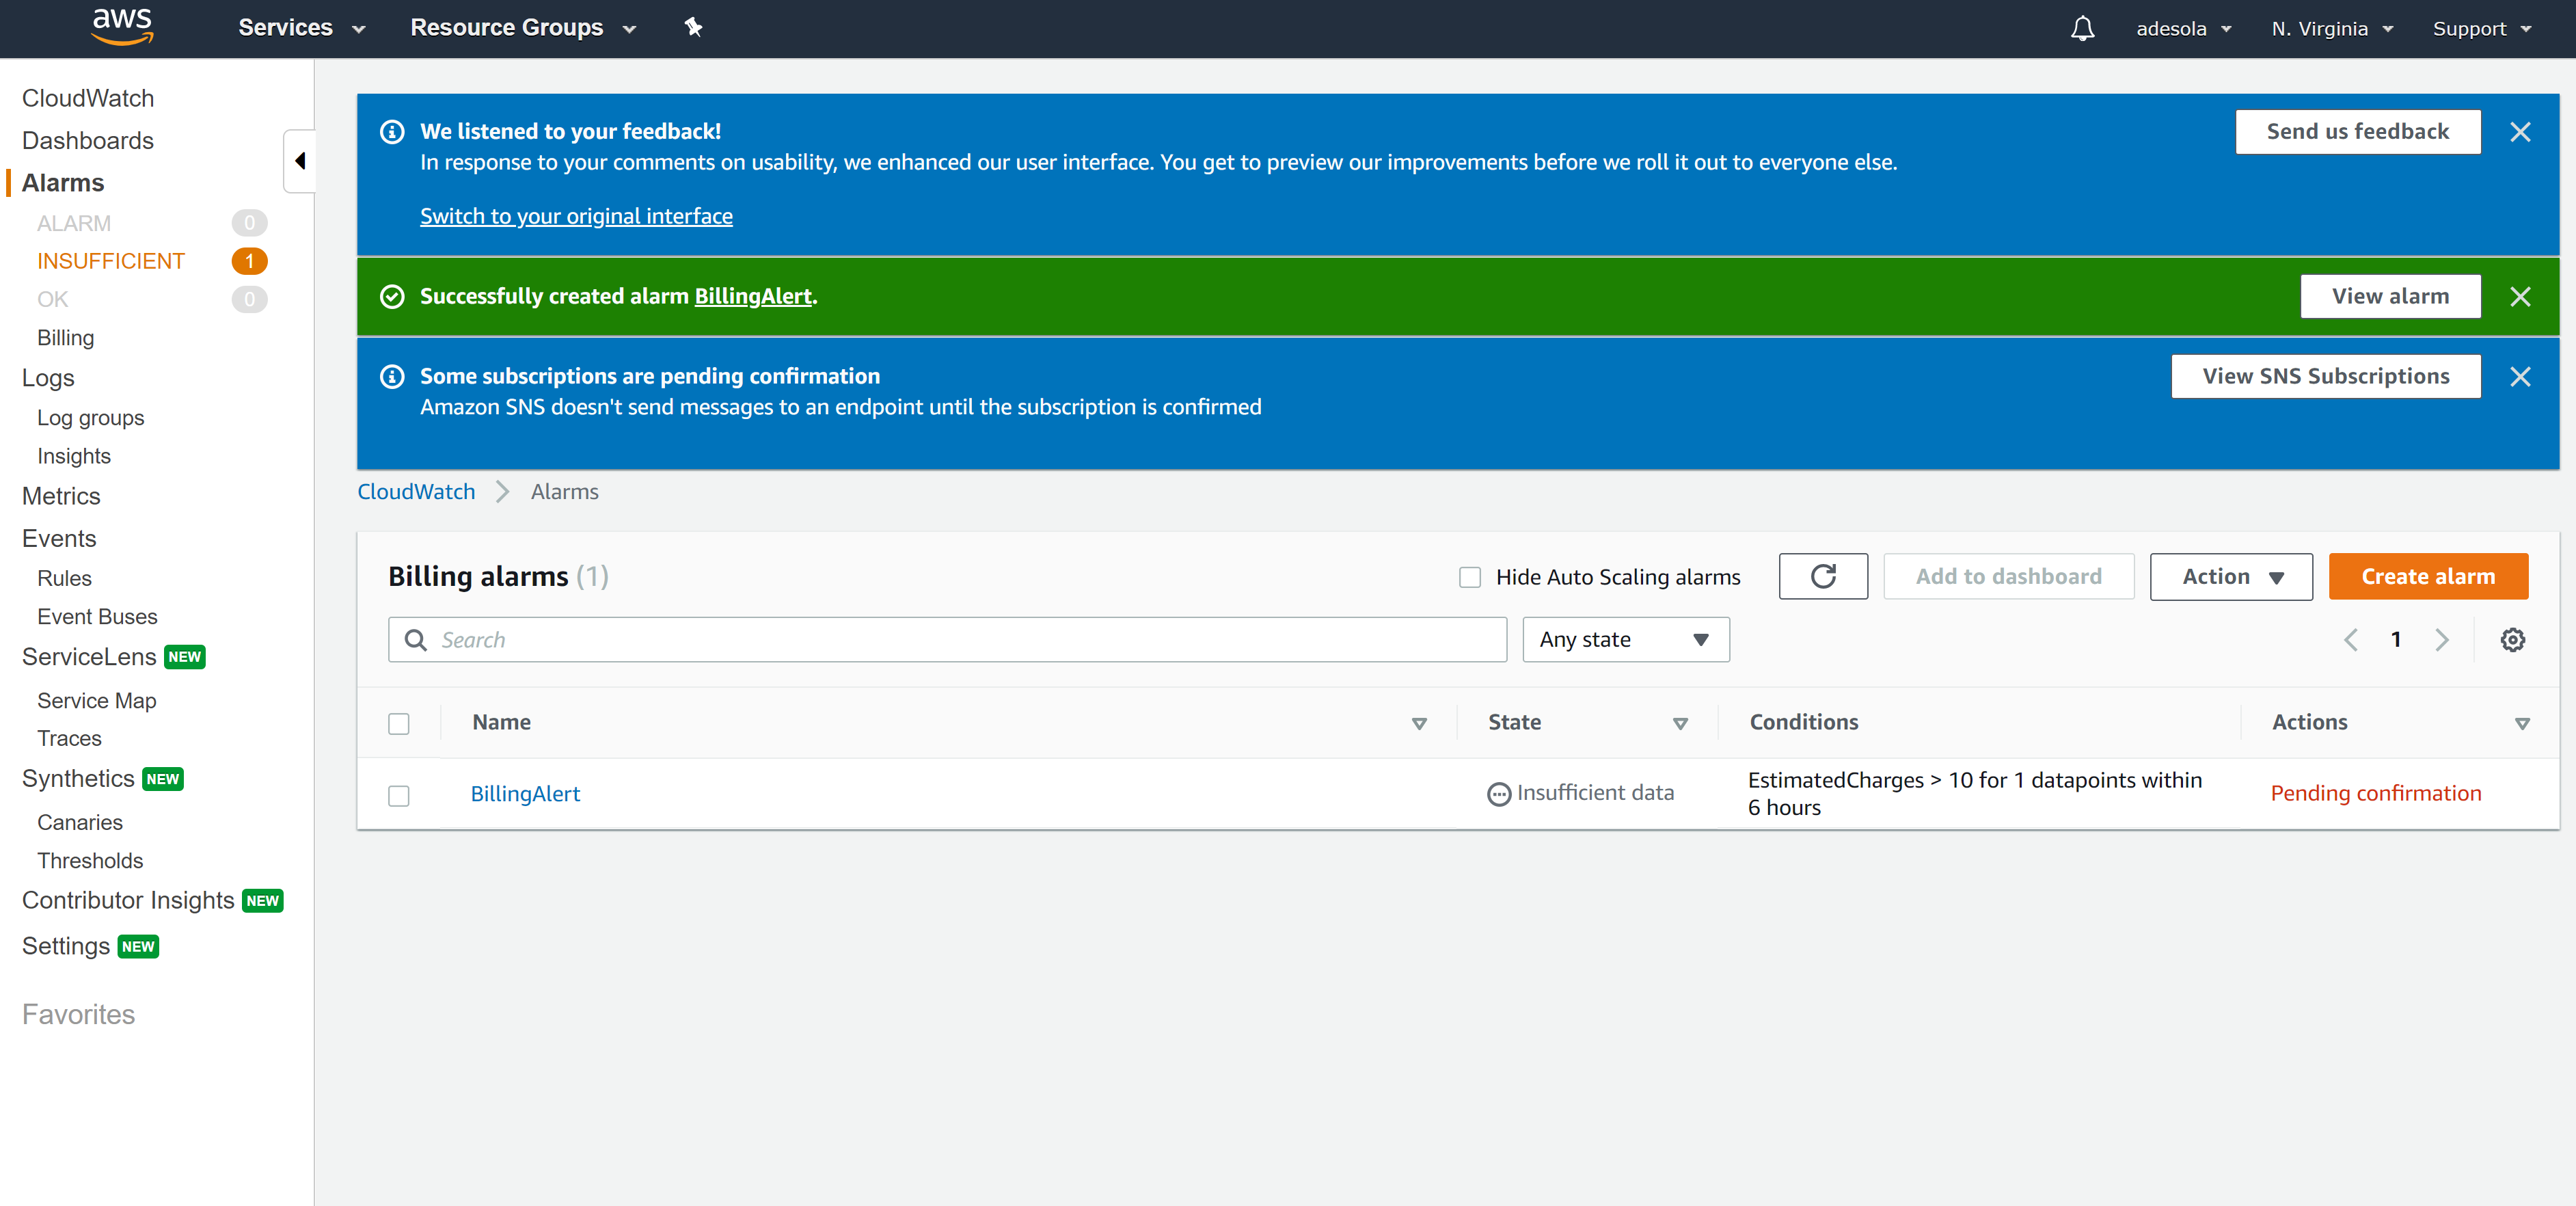 aws
Services
Resource Groups
adesola
N. Virginia
Support
CloudWatch
Dashboards
Alarms
ALARM 0
INSUFFICIENT 1
OK 0
Billing
Logs
Log groups
Insights
Metrics
Events
Rules
Event Buses
ServiceLens NEW
Service Map
Traces
Synthetics NEW
Canaries
Thresholds
Contributor Insights NEW
Settings NEW
Favorites
We listened to your feedback!
In response to your comments on usability, we enhanced our user interface. You get to preview our improvements before we roll it out to everyone else.
Switch to your original interface
Send us feedback
Successfully created alarm BillingAlert.
View alarm
Some subscriptions are pending confirmation
Amazon SNS doesn't send messages to an endpoint until the subscription is confirmed
View SNS Subscriptions
CloudWatch
Alarms
Billing alarms (1)
Hide Auto Scaling alarms
Add to dashboard
Action
Create alarm
Search
Any state
1
Name
State
Conditions
Actions
BillingAlert
Insufficient data
EstimatedCharges > 10 for 1 datapoints within
6 hours
Pending confirmation